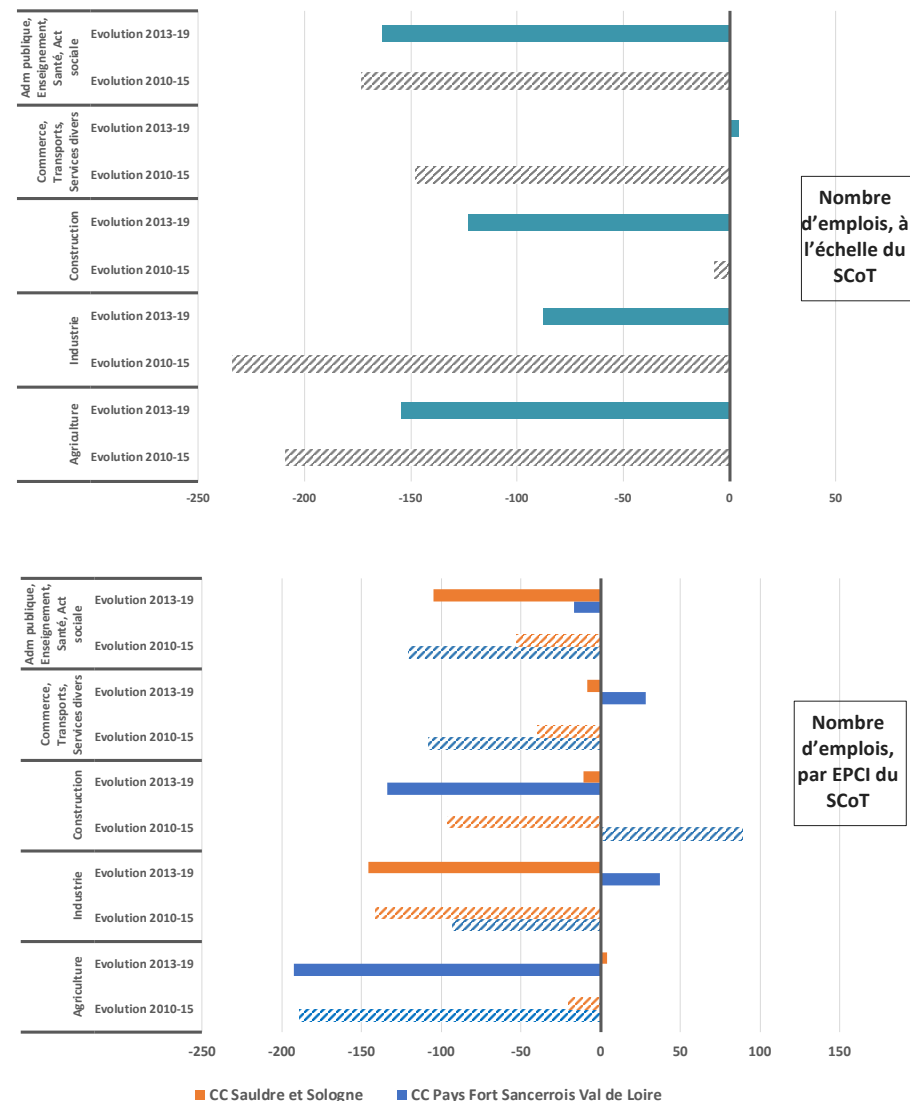 Adm publique,
Enseignement,
Santé, Act
sociale
Evolution 2013-19
Evolution 2010-15
Commerce,
Transports,
Services divers
Evolution 2013-19
Evolution 2010-15
Construction
Evolution 2013-19
Evolution 2010-15
Industrie
Evolution 2013-19
Evolution 2010-15
Agriculture
Evolution 2013-19
Evolution 2010-15
-250 -200 -150 -100 -50 0 50
Nombre
d'emplois, à
l'échelle du
SCoT
Adm publique,
Enseignement,
Santé, Act
sociale
Evolution 2013-19
Evolution 2010-15
Commerce,
Transports,
Services divers
Evolution 2013-19
Evolution 2010-15
Construction
Evolution 2013-19
Evolution 2010-15
Industrie
Evolution 2013-19
Evolution 2010-15
Agriculture
Evolution 2013-19
Evolution 2010-15
-250 -200 -150 -100 -50 0 50 100 150
Nombre
d'emplois,
par EPCI du
SCoT
CC Sauldre et Sologne CC Pays Fort Sancerrois Val de Loire